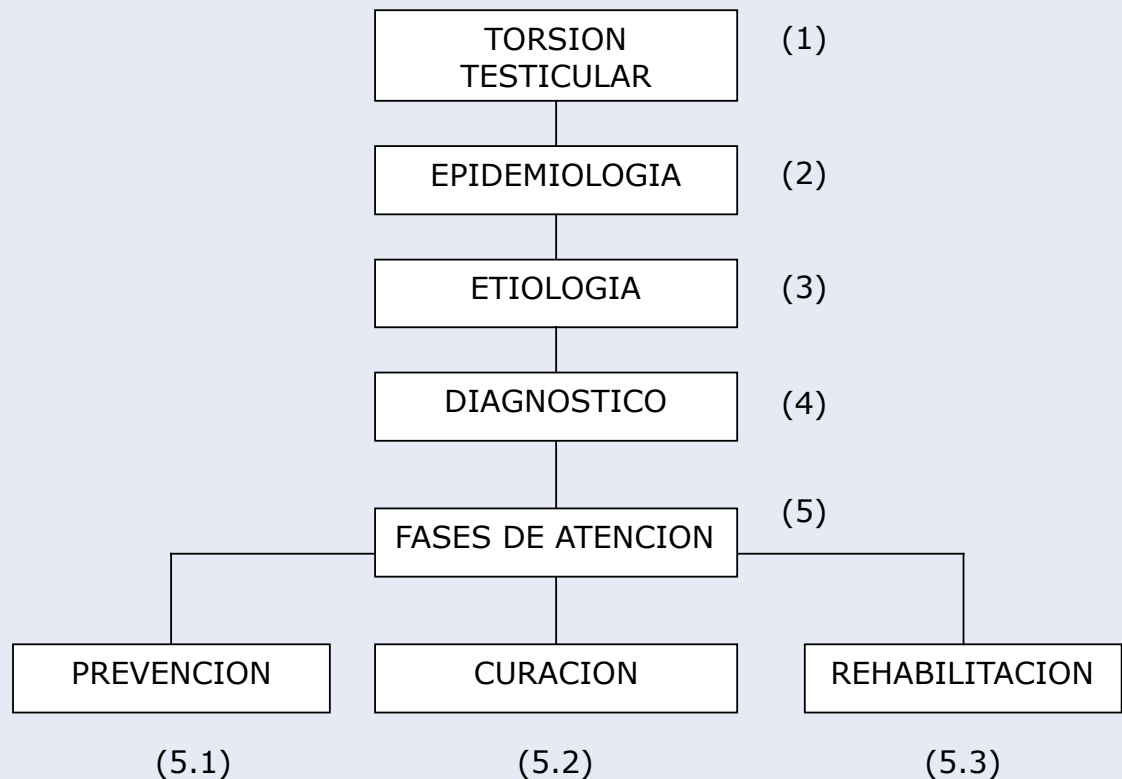 TORSION
TESTICULAR
(1)
EPIDEMIOLOGIA
(2)
ETIOLOGIA
(3)
DIAGNOSTICO
(4)
FASES DE ATENCION
(5)
PREVENCION
CURACION
REHABILITACION
(5.1)
(5.2)
(5.3)